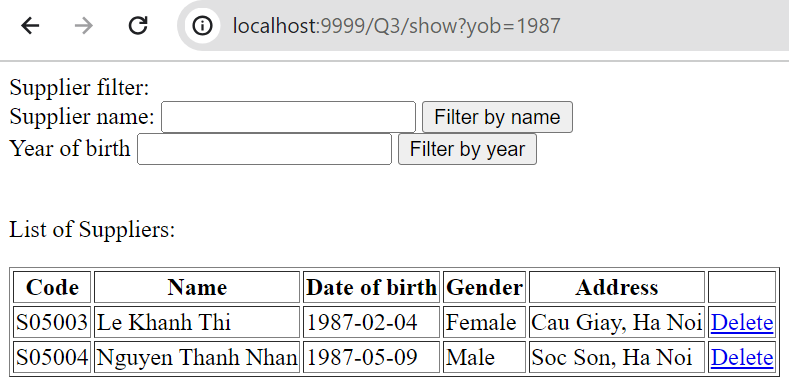 localhost:9999/Q3/show?yob=1987
Supplier filter:
Supplier name: Filter by name
Year of birth Filter by year
List of Suppliers:
Code Name Date of birth Gender Address
S05003 Le Khanh Thi 1987-02-04 Female Cau Giay, Ha Noi Delete
S05004 Nguyen Thanh Nhan 1987-05-09 Male Soc Son, Ha Noi Delete